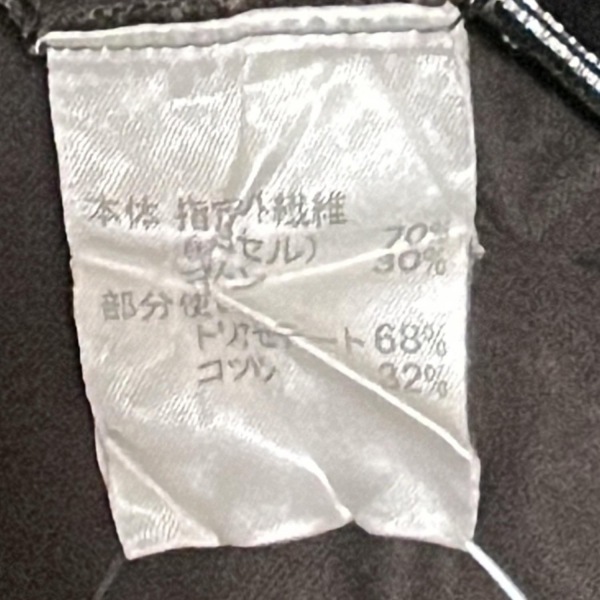 本体 指定外繊維
(テンセル) 70%
コットン 30%
部分使い
トリアセテート 68%
コットン 32%